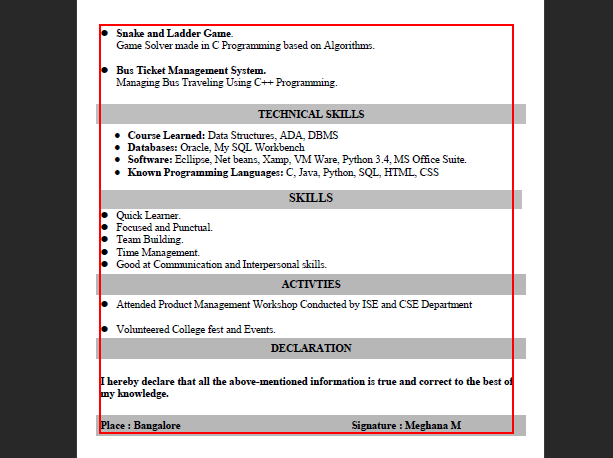 Snake and Ladder Game.
Game Solver made in C Programming based on Algorithms.
Bus Ticket Management System.
Managing Bus Traveling Using C++ Programming.
TECHNICAL SKILLS
Course Learned: Data Structures, ADA, DBMS
Databases: Oracle, My SQL Workbench
Software: Ecllipse, Net beans, Xamp, VM Ware, Python 3.4, MS Office Suite.
Known Programming Languages: C, Java, Python, SQL, HTML, CSS
SKILLS
Quick Learner.
Focused and Punctual.
Team Building.
Time Management.
Good at Communication and Interpersonal skills.
ACTIVTIES
Attended Product Management Workshop Conducted by ISE and CSE Department
Volunteered College fest and Events.
DECLARATION
I hereby declare that all the above-mentioned information is true and correct to the best of
my knowledge.
Place : Bangalore Signature : Meghana M